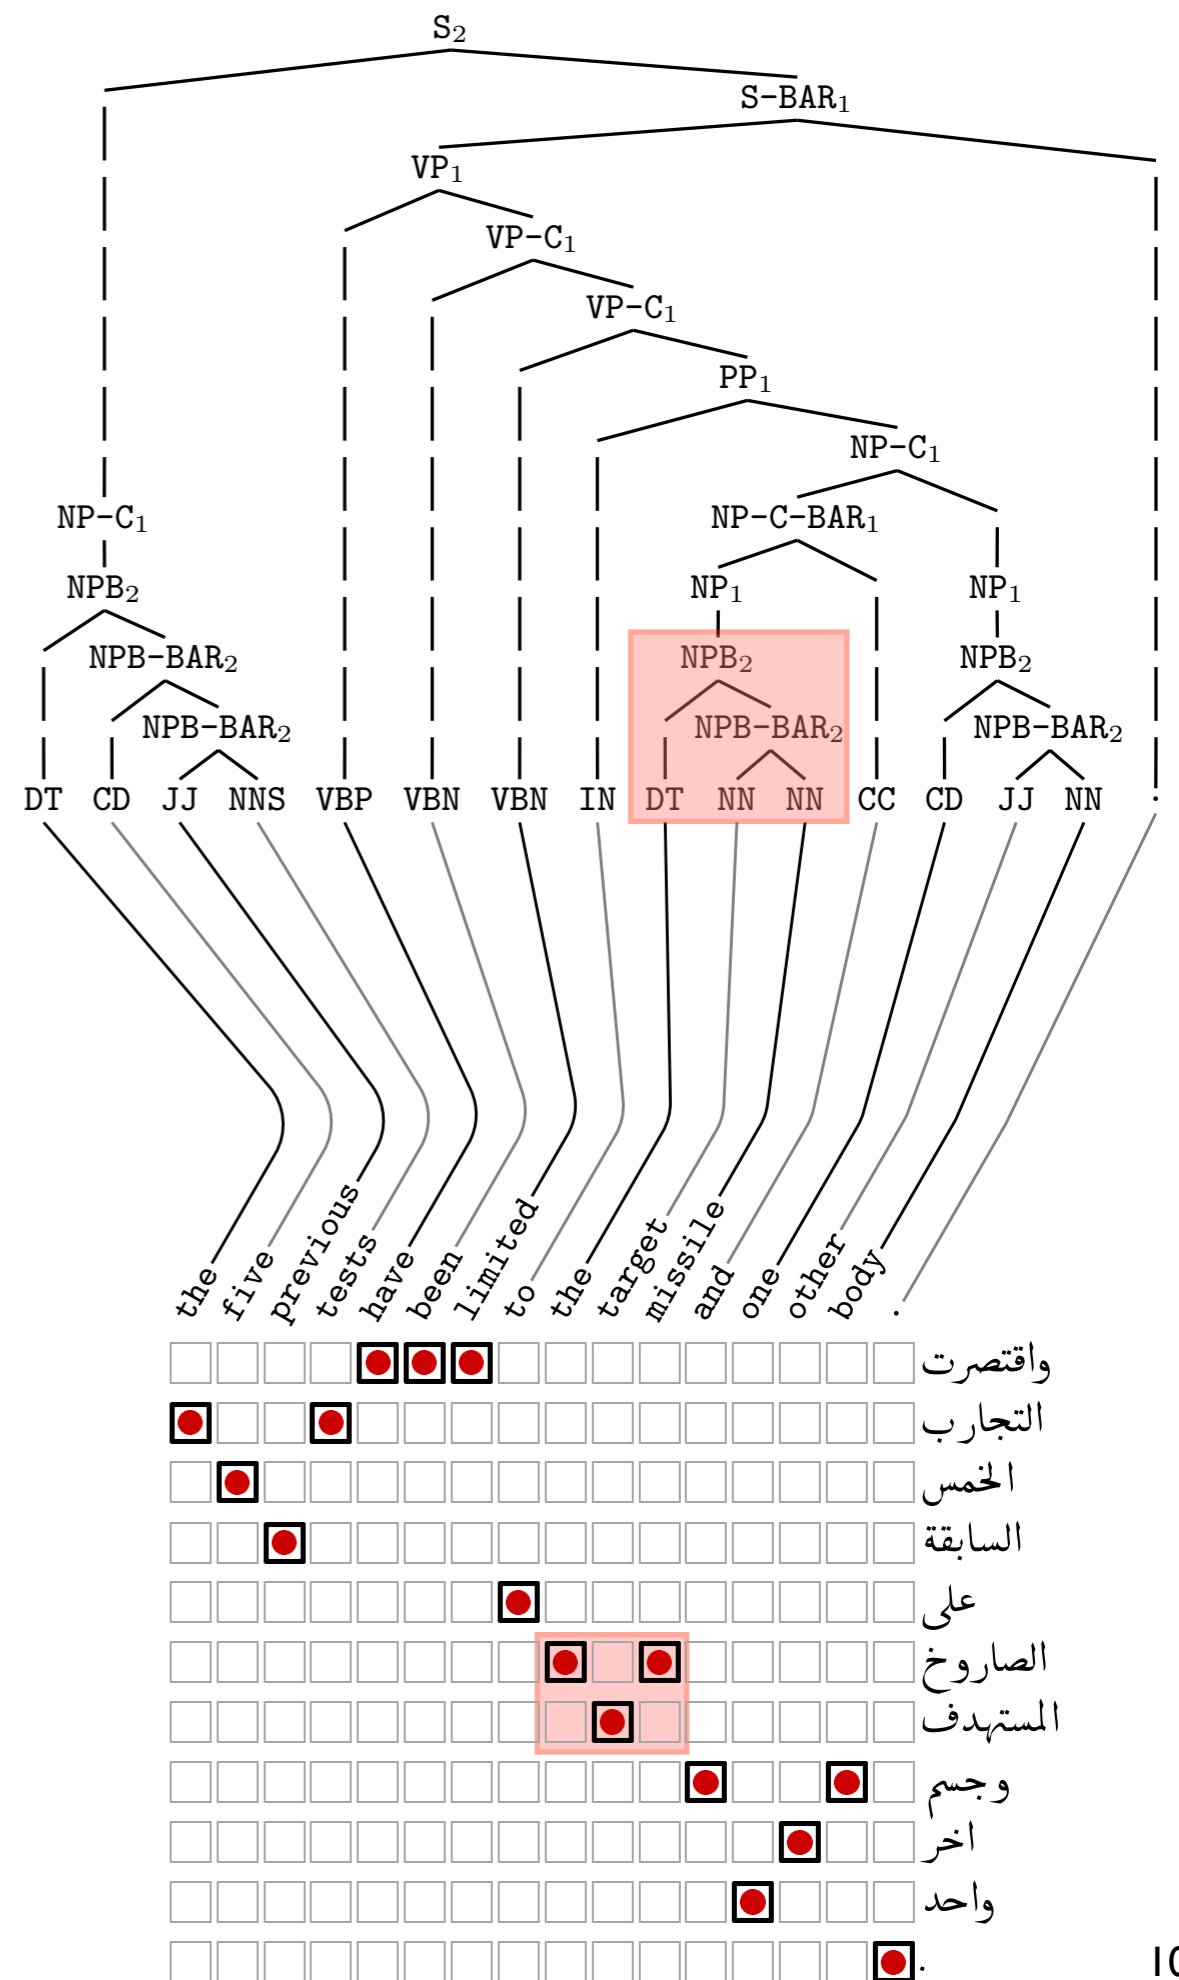 S₂
S-BAR₁
VP₁
VP-C₁
VP-C₁
PP₁
NP-C₁
NP-C₁ NP-C-BAR₁
NPB₂ NP₁ NP₁
NPB-BAR₂ NPB₂ NPB₂
NPB-BAR₂ NPB-BAR₂ NPB-BAR₂
DT CD JJ NNS VBP VBN VBN IN DT NN NN CC CD JJ NN .
the five previous tests have been limited to the target missile and one other body .
واقتصرت
التجارب
الخمس
السابقة
على
الصاروخ
المستهدف
وجسم
اخر
واحد
.